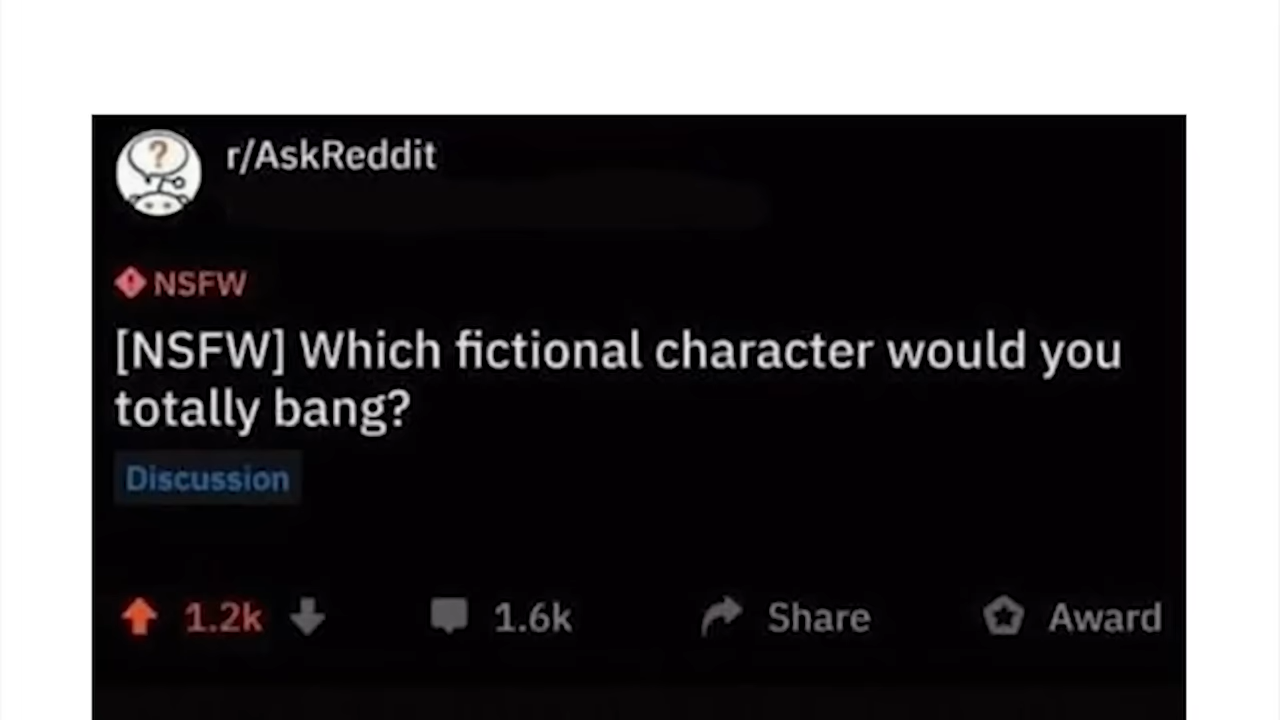 ?
r/AskReddit
NSFW
[NSFW] Which fictional character would you
totally bang?
Discussion
1.2k 1.6k Share Award